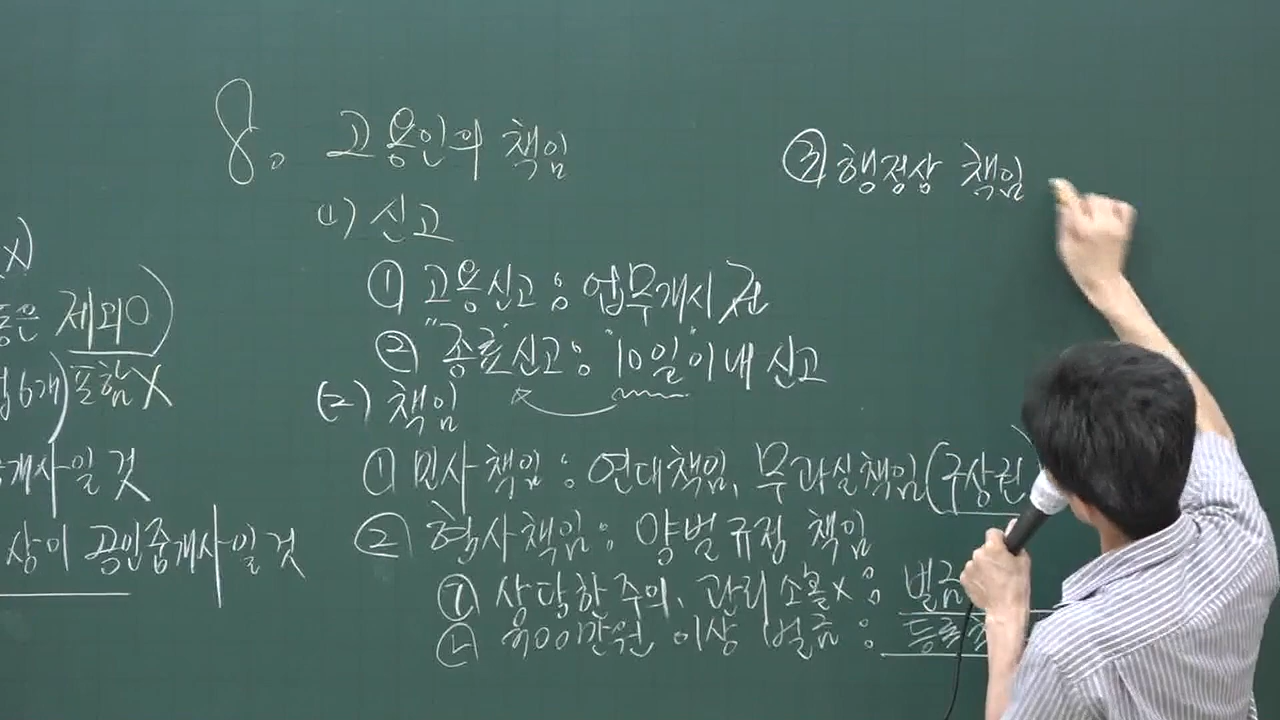 x)
은 제외0)
6개) 포함X
개사일 것
상이 공인중개사일 것
8. 고용인의 책임
(1) 신고
① 고용신고 : 업무개시 전
② "종료"신고 : "10일"이내 신고
(2) 책임
① 민사책임 : 연대책임, 무과실책임(구상권
② 형사책임 : 양벌규정 책임
㉠ 상당한 주의、관리소홀x : 벌금
㉡ 300만원 이상 벌금 : 등록
③ 행정상 책임